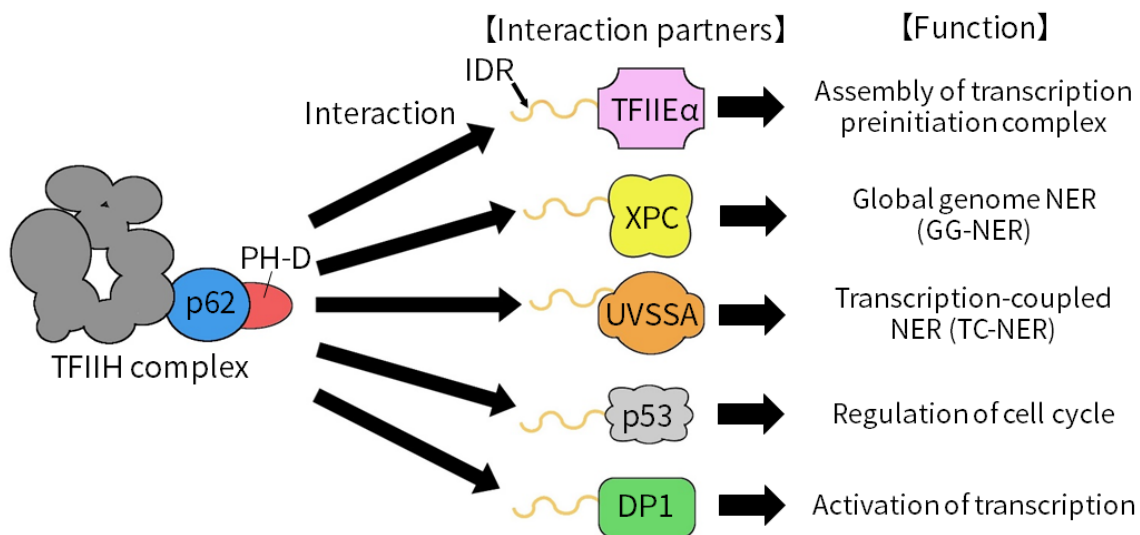 【Interaction partners】
【Function】
IDR
Interaction
TFIIEα
Assembly of transcription
preinitiation complex
XPC
Global genome NER
(GG-NER)
PH-D
p62
UVSSA
Transcription-coupled
NER (TC-NER)
TFIIH complex
p53
Regulation of cell cycle
DP1
Activation of transcription